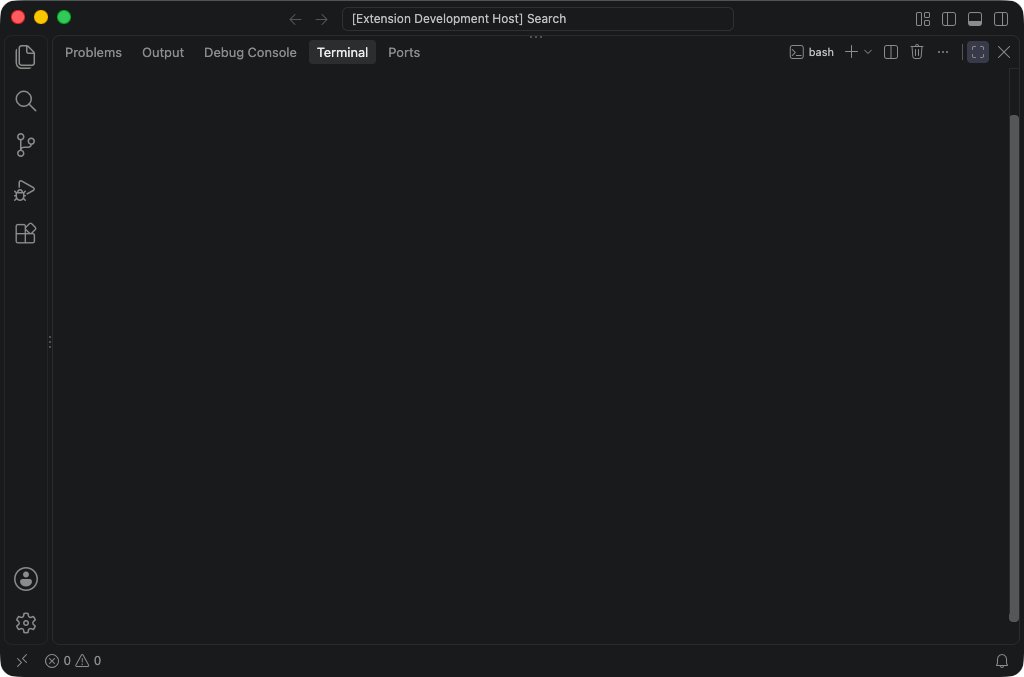 [Extension Development Host] Search
Problems Output Debug Console Terminal Ports bash
0 0